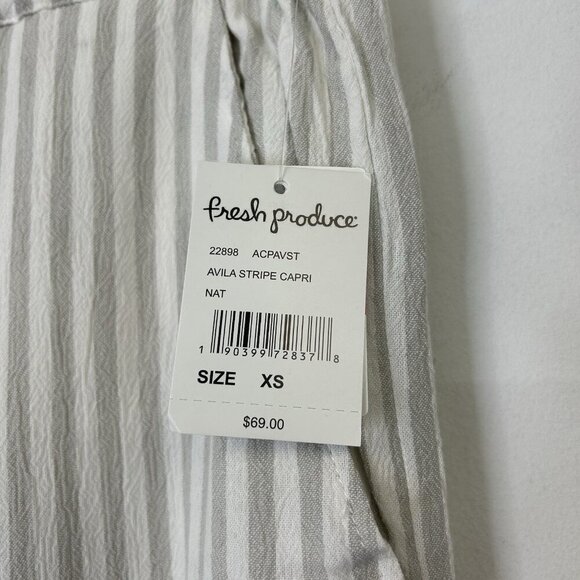 fresh produce
22898 ACPAVST
AVILA STRIPE CAPRI
NAT
1 90399 72837 8
SIZE XS
$69.00